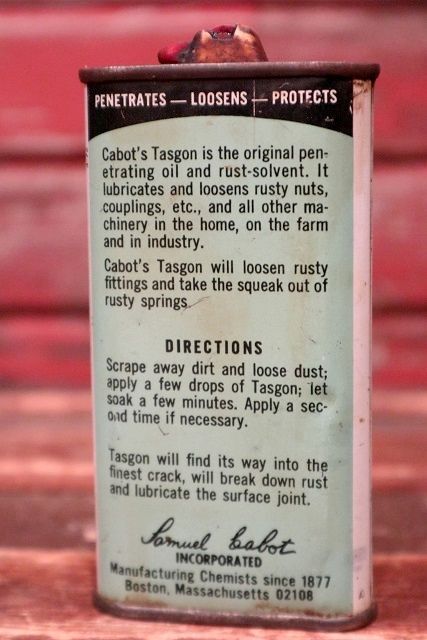 PENETRATES — LOOSENS — PROTECTS
Cabot's Tasgon is the original pen-
etrating oil and rust-solvent. It
lubricates and loosens rusty nuts,
couplings, etc., and all other ma-
chinery in the home, on the farm
and in industry.
Cabot's Tasgon will loosen rusty
fittings and take the squeak out of
rusty springs
DIRECTIONS
Scrape away dirt and loose dust;
apply a few drops of Tasgon; let
soak a few minutes. Apply a sec-
ond time if necessary.
Tasgon will find its way into the
finest crack, will break down rust
and lubricate the surface joint.
Samuel Cabot
INCORPORATED
Manufacturing Chemists since 1877
Boston, Massachusetts 02108